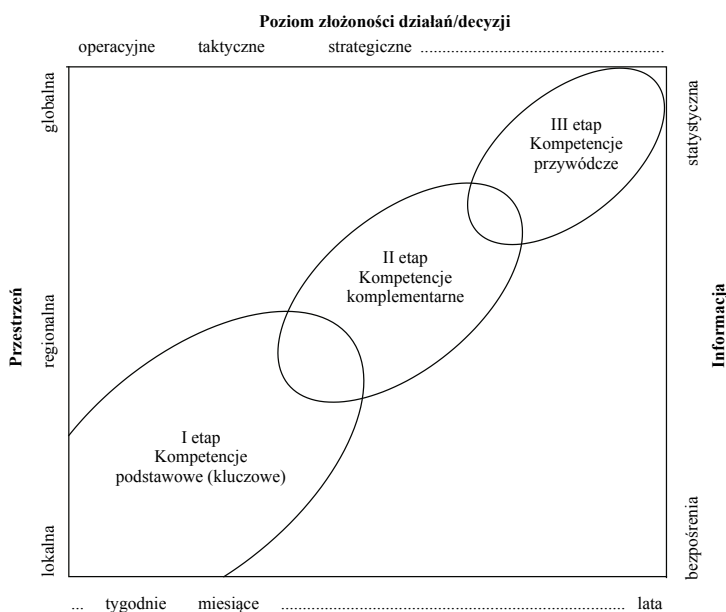 Poziom złożoności działań/decyzji
operacyjne taktyczne strategiczne ..................................................
globalna
statystyczna
III etap
Kompetencje
przywódcze
II etap
Kompetencje
komplementarne
Przestrzeń
regionalna
Informacja
I etap
Kompetencje
podstawowe (kluczowe)
lokalna
bezpośrenia
... tygodnie miesiące ..................................................................... lata